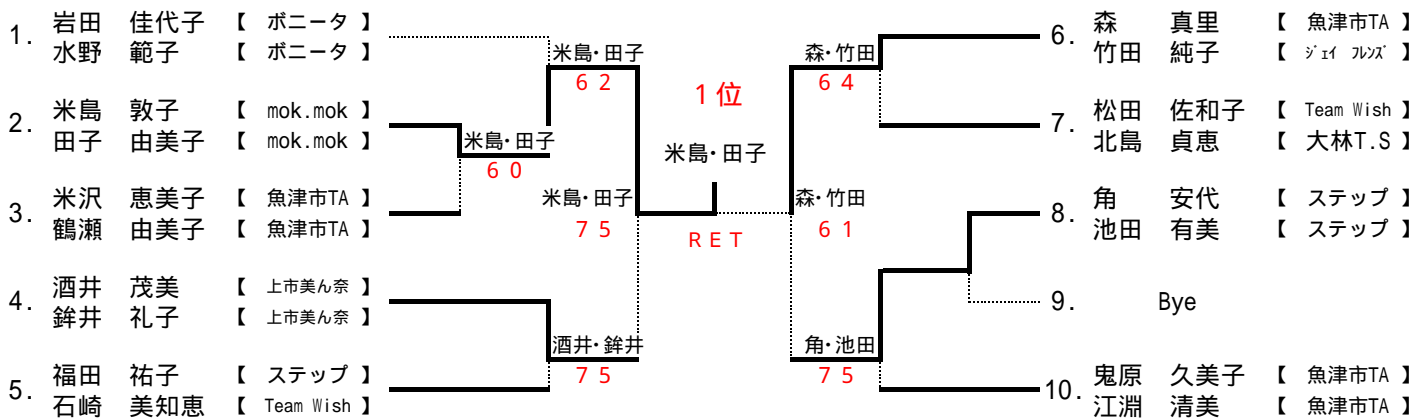 1. 岩田 佳代子 【 ボニータ 】
水野 範子 【 ボニータ 】
2. 米島 敦子 【 mok.mok 】
田子 由美子 【 mok.mok 】
3. 米沢 恵美子 【 魚津市TA 】
鶴瀬 由美子 【 魚津市TA 】
4. 酒井 茂美 【 上市美ん奈 】
鉾井 礼子 【 上市美ん奈 】
5. 福田 祐子 【 ステップ 】
石崎 美知恵 【 Team Wish 】
米島・田子
6 2
米島・田子
6 0
米島・田子
7 5
酒井・鉾井
7 5
1位
米島・田子
RET
森・竹田
6 4
森・竹田
6 1
角・池田
7 5
6. 森 真里 【 魚津市TA 】
竹田 純子 【 ジェイ フレンズ 】
7. 松田 佐和子 【 Team Wish 】
北島 貞恵 【 大林T.S 】
8. 角 安代 【 ステップ 】
池田 有美 【 ステップ 】
9. Bye
10. 鬼原 久美子 【 魚津市TA 】
江淵 清美 【 魚津市TA 】